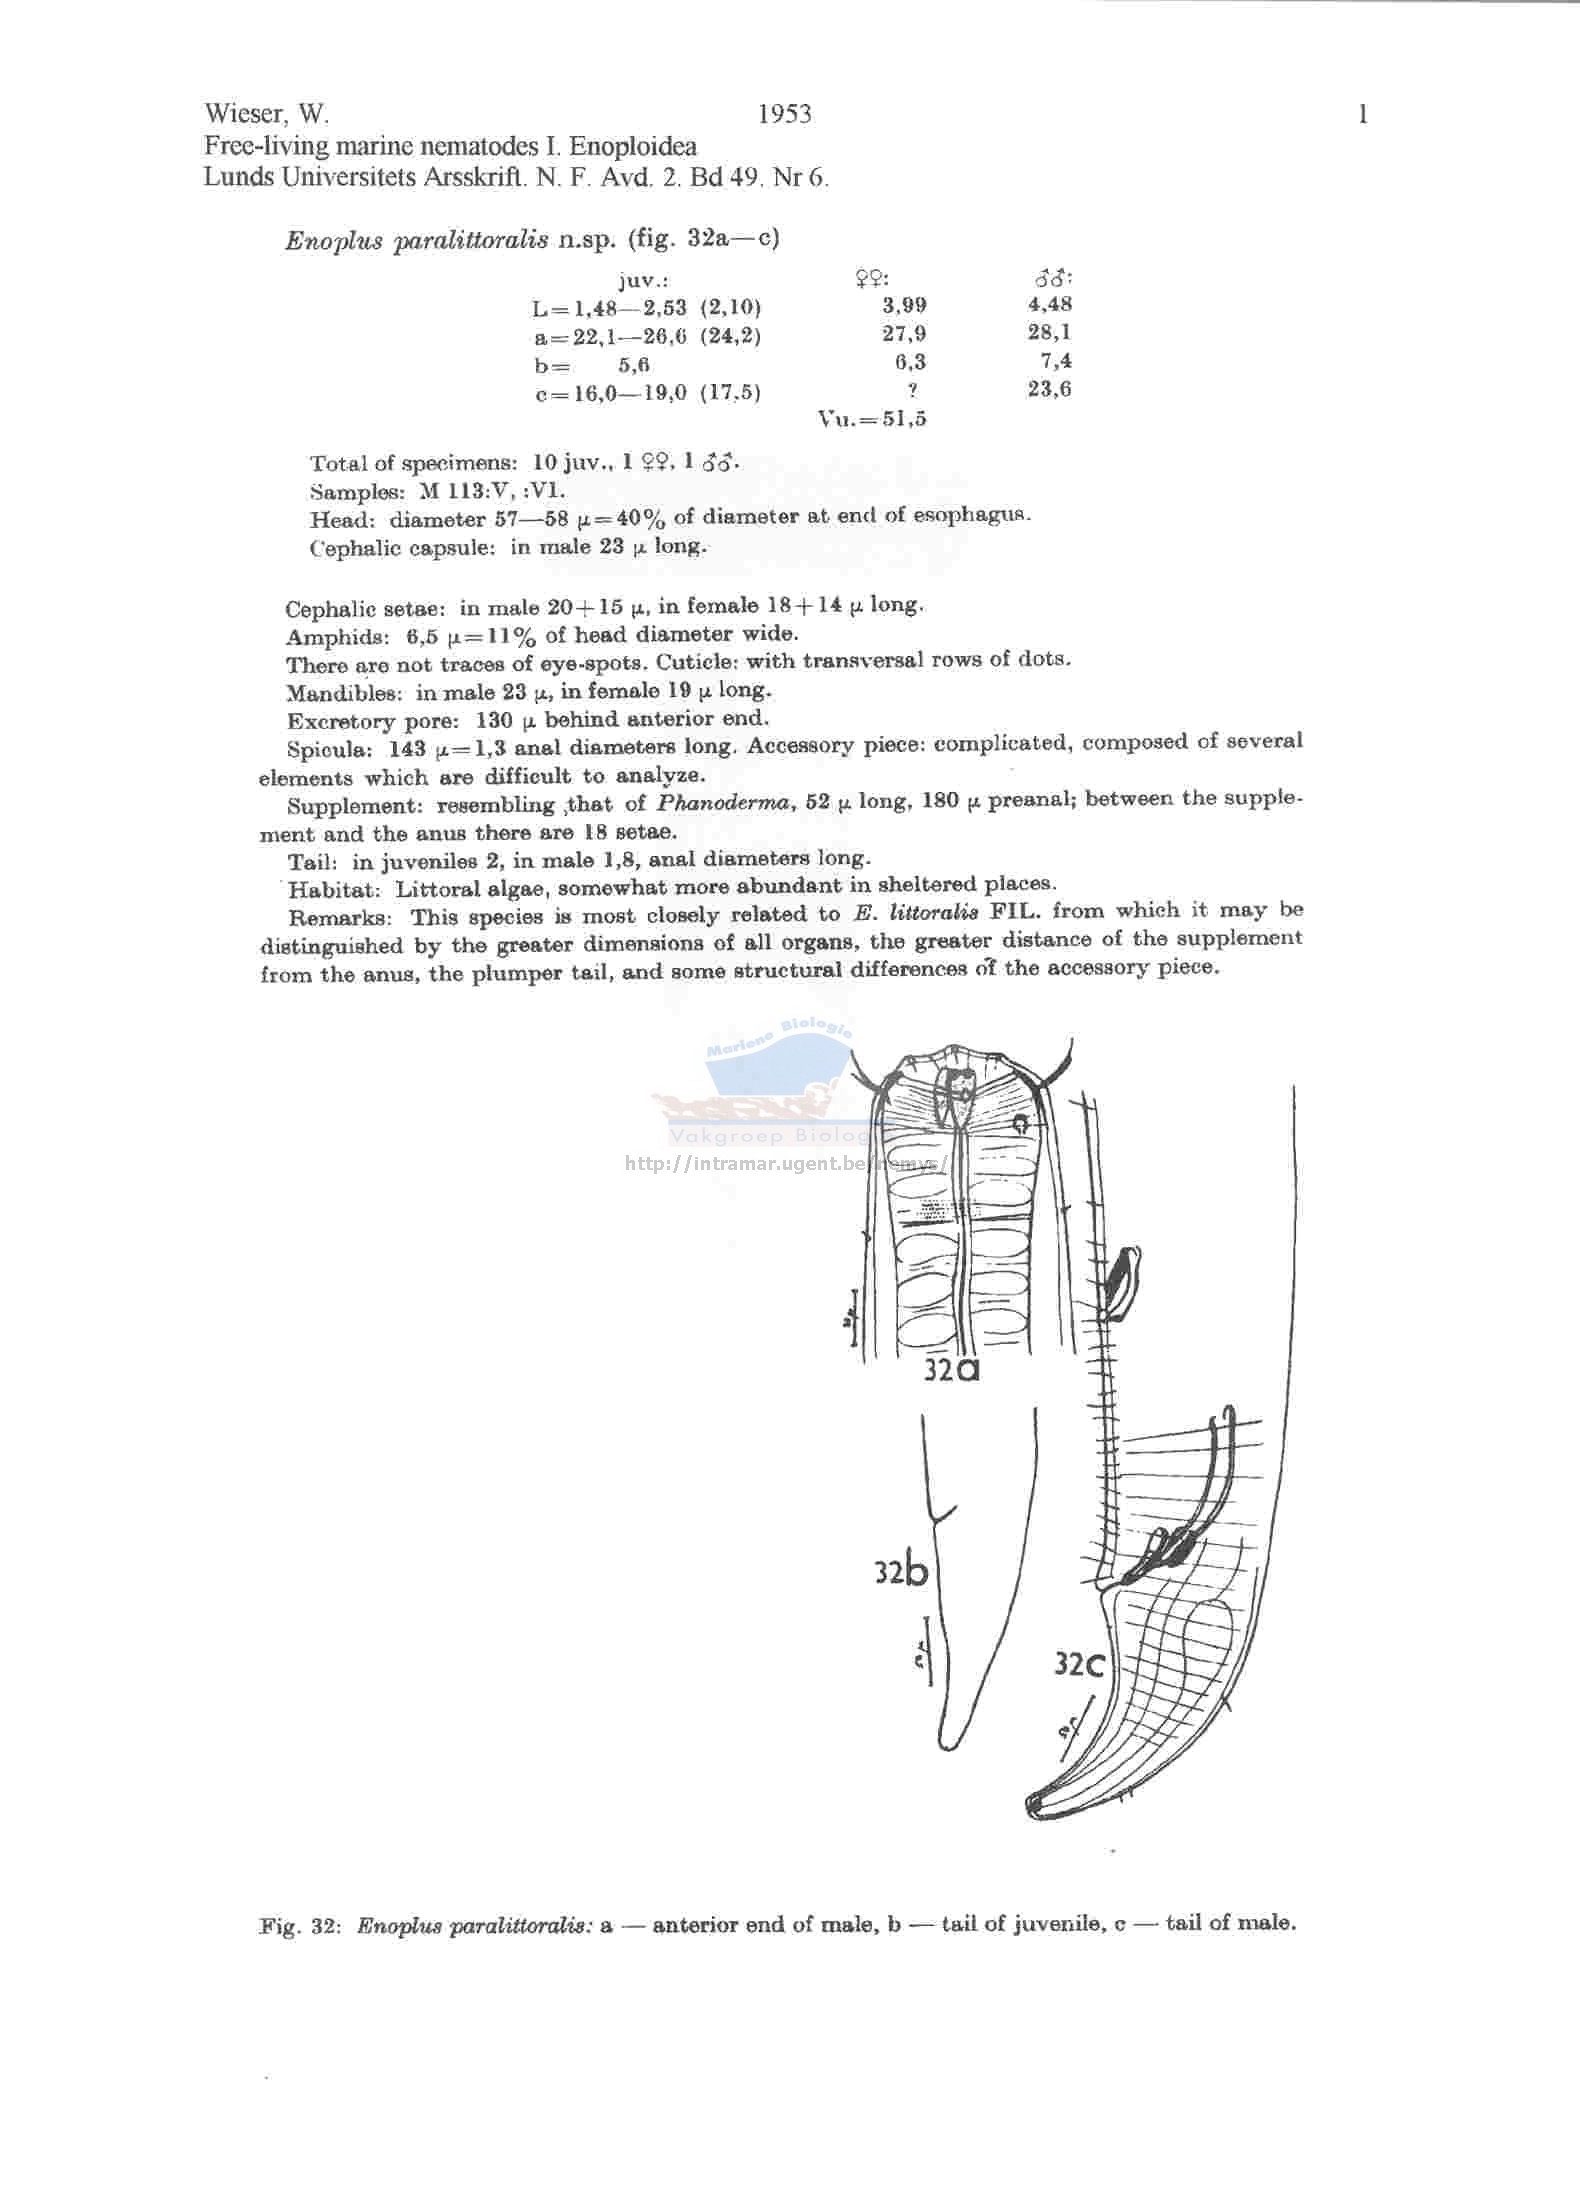 Wieser, W. 1953 1
Free-living marine nematodes I. Enoploidea
Lunds Universitets Arsskrift. N. F. Avd. 2. Bd 49. Nr 6.
Enoplus paralittoralis n.sp. (fig. 32a—c)
juv.: ♀♀: ♂♂:
L=1,48—2,53 (2,10) 3,99 4,48
a=22,1—26,6 (24,2) 27,9 28,1
b= 5,6 6,3 7,4
c=16,0—19,0 (17,5) ? 23,6
Vu.=51,5
Total of specimens: 10 juv., 1 ♀♀, 1 ♂♂.
Samples: M 113:V, :VI.
Head: diameter 57—58 μ=40% of diameter at end of esophagus.
Cephalic capsule: in male 23 μ long.
Cephalic setae: in male 20+15 μ, in female 18+14 μ long.
Amphids: 6,5 μ=11% of head diameter wide.
There are not traces of eye-spots. Cuticle: with transversal rows of dots.
Mandibles: in male 23 μ, in female 19 μ long.
Excretory pore: 130 μ behind anterior end.
Spicula: 143 μ=1,3 anal diameters long. Accessory piece: complicated, composed of several
elements which are difficult to analyze.
Supplement: resembling that of Phanoderma, 52 μ long, 180 μ preanal; between the supple-
ment and the anus there are 18 setae.
Tail: in juveniles 2, in male 1,8, anal diameters long.
Habitat: Littoral algae, somewhat more abundant in sheltered places.
Remarks: This species is most closely related to E. littoralis FIL. from which it may be
distinguished by the greater dimensions of all organs, the greater distance of the supplement
from the anus, the plumper tail, and some structural differences of the accessory piece.
Mariene Biologie
Vakgroep Biolog
http://intramar.ugent.be/nemys/
32a
32b
32c
Fig. 32: Enoplus paralittoralis: a — anterior end of male, b — tail of juvenile, c — tail of male.